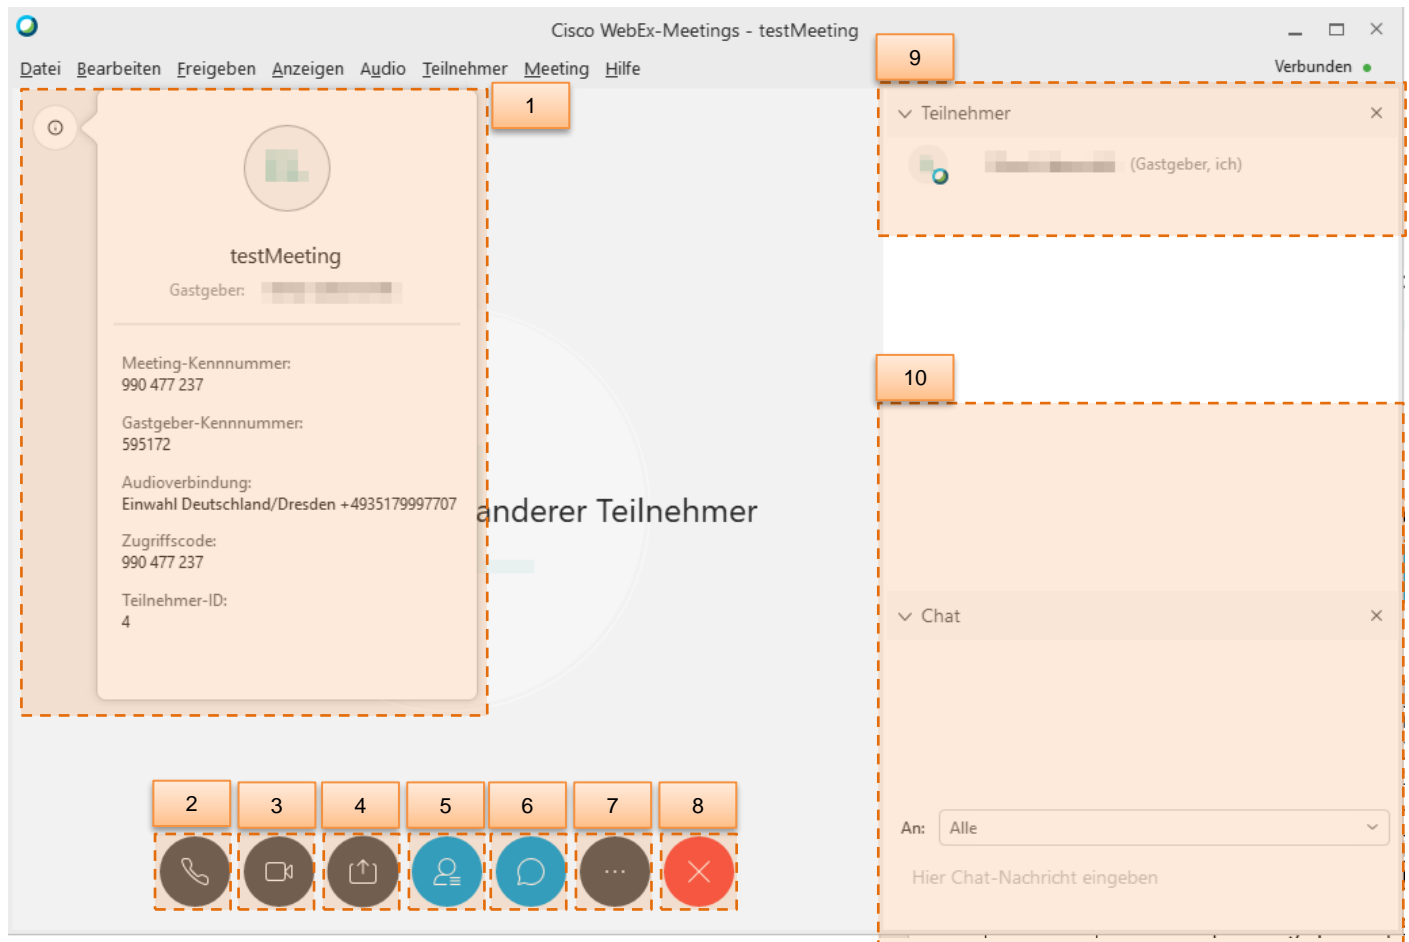 Cisco WebEx-Meetings - testMeeting
Datei Bearbeiten Freigeben Anzeigen Audio Teilnehmer Meeting Hilfe
Verbunden
1
9
Teilnehmer
(Gastgeber, ich)
testMeeting
Gastgeber:
Meeting-Kennnummer:
990 477 237
Gastgeber-Kennnummer:
595172
Audioverbindung:
Einwahl Deutschland/Dresden +4935179997707
Zugriffscode:
990 477 237
Teilnehmer-ID:
4
anderer Teilnehmer
10
Chat
An: Alle
Hier Chat-Nachricht eingeben
2 3 4 5 6 7 8